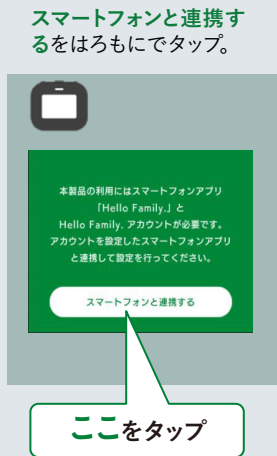 スマートフォンと連携す
るをはろもにでタップ。
本製品の利用にはスマートフォンアプリ
「Hello Family.」と
Hello Family. アカウントが必要です。
アカウントを設定したスマートフォンアプリ
と連携して設定を行ってください。
スマートフォンと連携する
ここをタップ